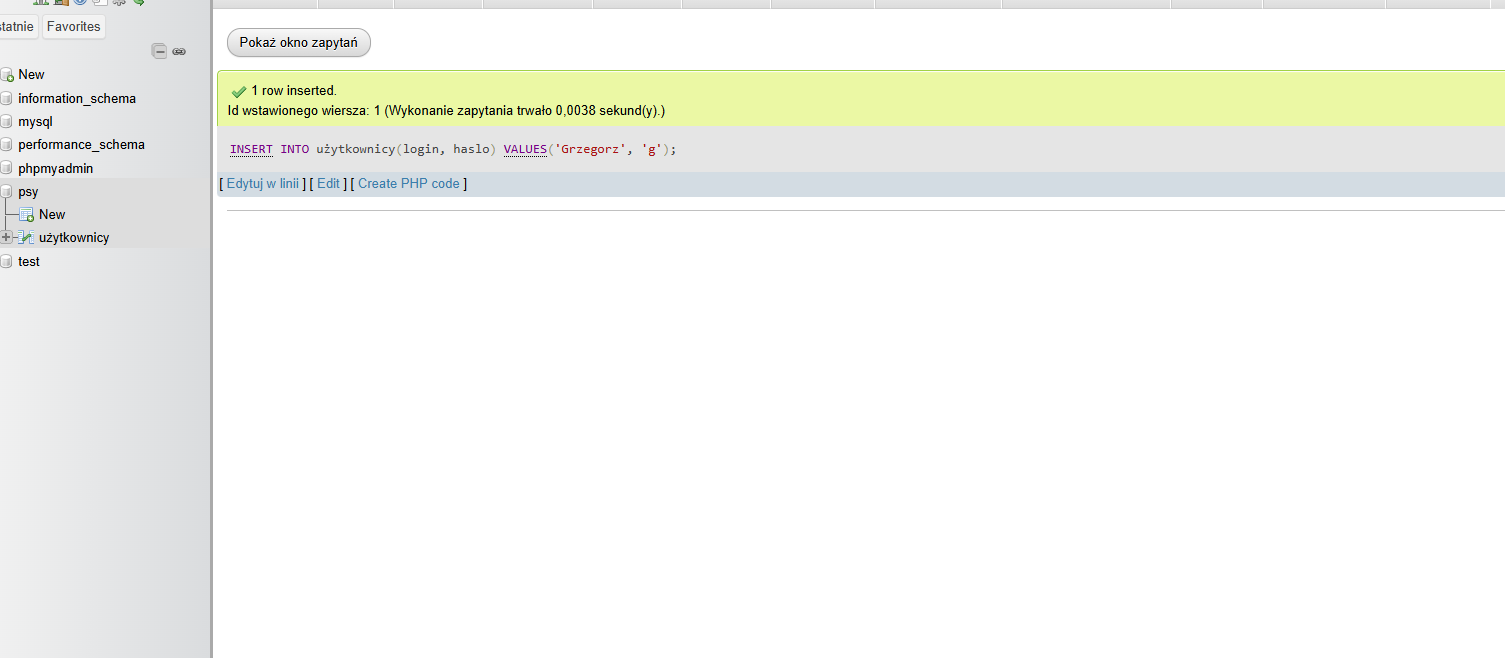 statnie Favorites
New
information_schema
mysql
performance_schema
phpmyadmin
psy
New
użytkownicy
test
Pokaż okno zapytań
1 row inserted.
Id wstawionego wiersza: 1 (Wykonanie zapytania trwało 0,0038 sekund(y).)
INSERT INTO użytkownicy(login, haslo) VALUES('Grzegorz', 'g');
[ Edytuj w linii ] [ Edit ] [ Create PHP code ]